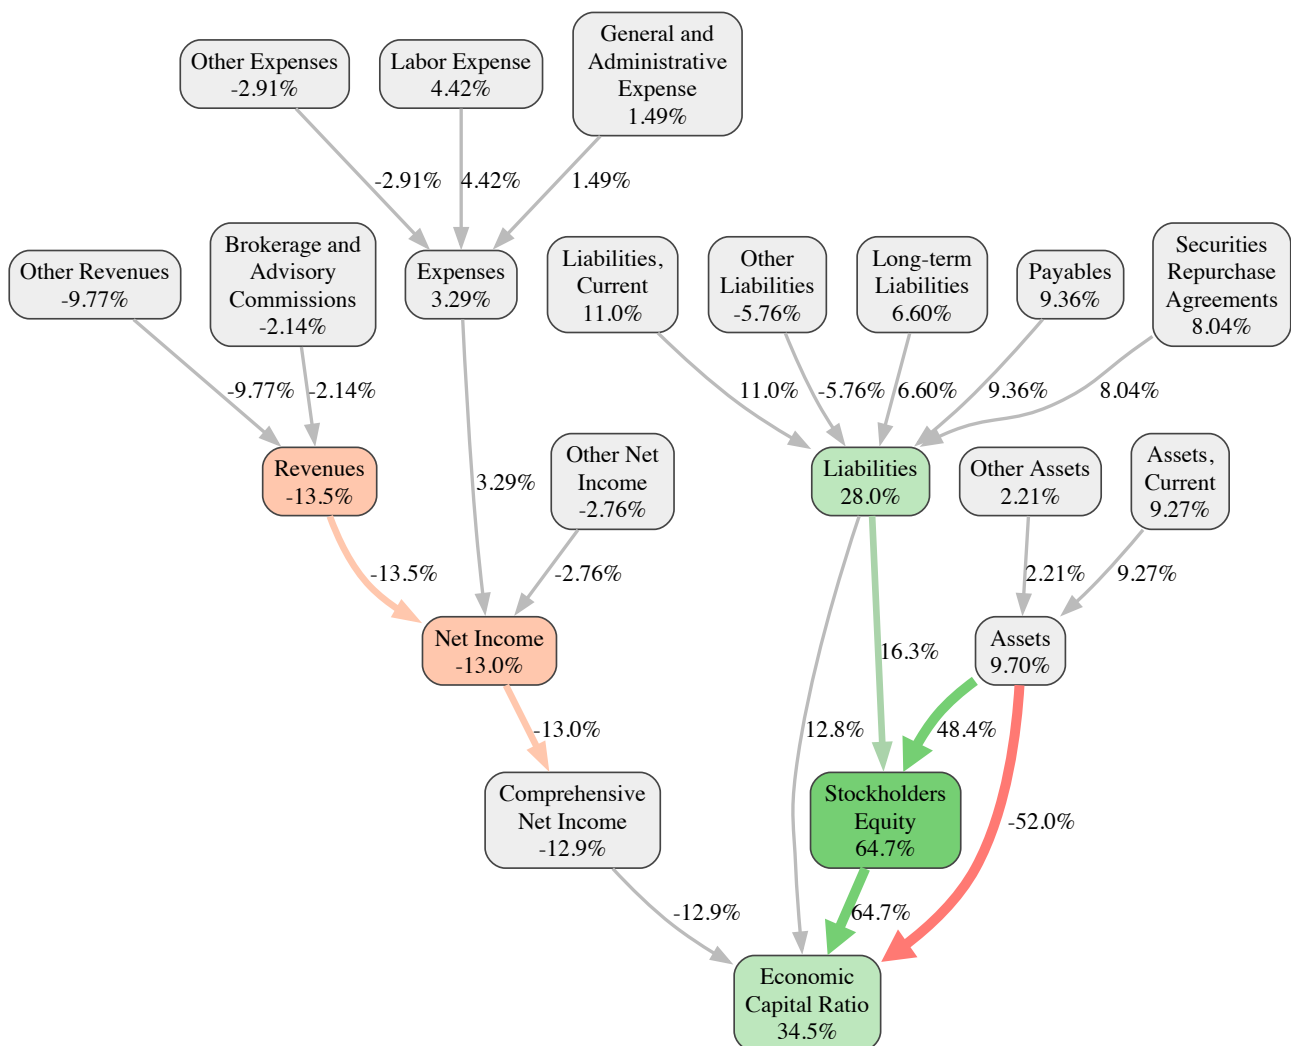 Other Expenses
-2.91%
Labor Expense
4.42%
General and
Administrative
Expense
1.49%
-2.91%
4.42%
1.49%
Other Revenues
-9.77%
Brokerage and
Advisory
Commissions
-2.14%
Expenses
3.29%
Liabilities,
Current
11.0%
Other
Liabilities
-5.76%
Long-term
Liabilities
6.60%
Payables
9.36%
Securities
Repurchase
Agreements
8.04%
-9.77%
-2.14%
11.0%
-5.76%
6.60%
9.36%
8.04%
Revenues
-13.5%
3.29%
Other Net
Income
-2.76%
Liabilities
28.0%
Other Assets
2.21%
Assets,
Current
9.27%
-13.5%
-2.76%
2.21%
9.27%
Net Income
-13.0%
16.3%
Assets
9.70%
-13.0%
12.8%
48.4%
Comprehensive
Net Income
-12.9%
Stockholders
Equity
64.7%
-52.0%
-12.9%
64.7%
Economic
Capital Ratio
34.5%